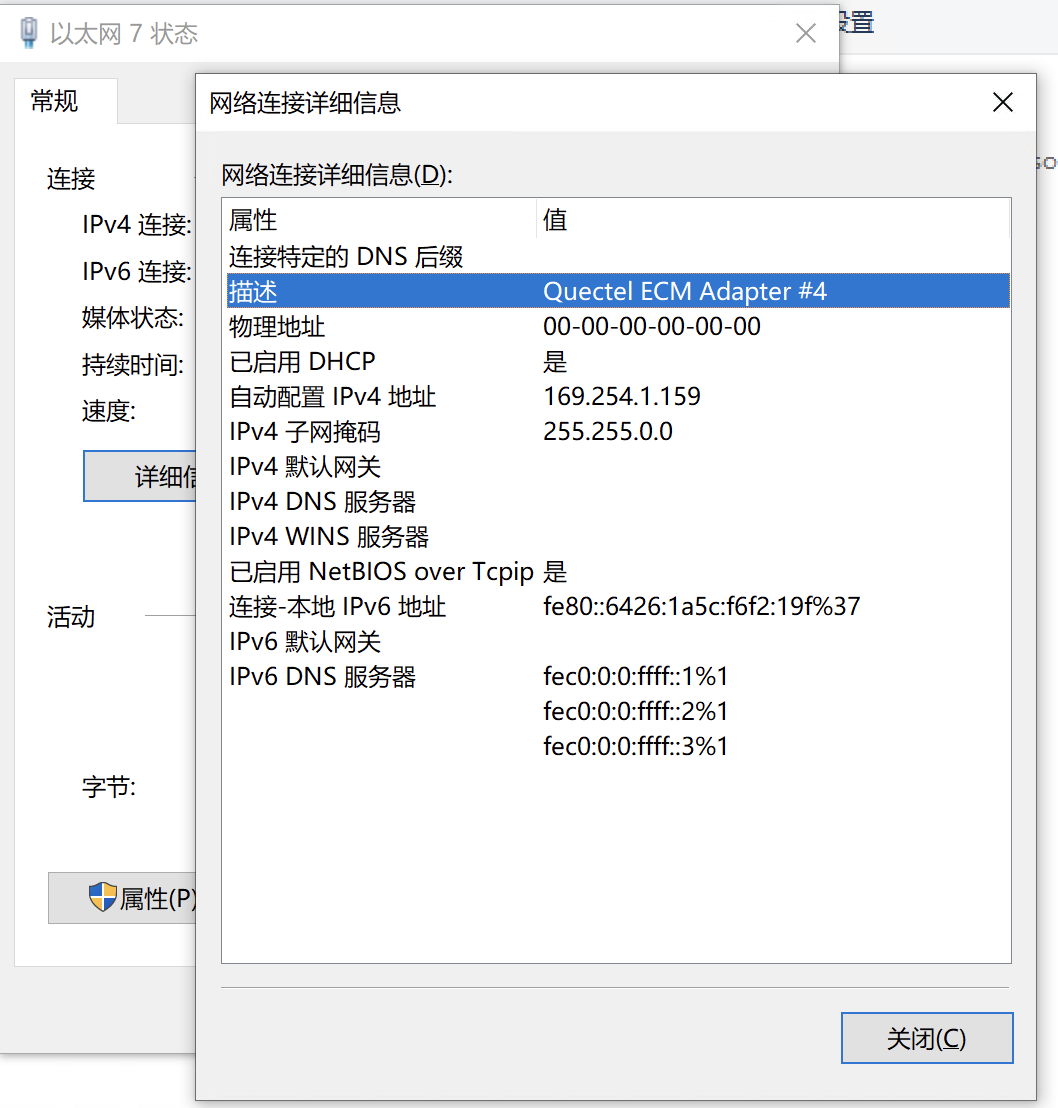 以太网 7 状态
设置
常规
网络连接详细信息
连接
IPv4 连接:
IPv6 连接:
媒体状态:
持续时间:
速度:
活动
字节:
属性(P)
网络连接详细信息(D):
属性 值
连接特定的 DNS 后缀
描述 Quectel ECM Adapter #4
物理地址 00-00-00-00-00-00
已启用 DHCP 是
自动配置 IPv4 地址 169.254.1.159
IPv4 子网掩码 255.255.0.0
IPv4 默认网关
IPv4 DNS 服务器
IPv4 WINS 服务器
已启用 NetBIOS over Tcpip 是
连接-本地 IPv6 地址 fe80::6426:1a5c:f6f2:19f%37
IPv6 默认网关
IPv6 DNS 服务器 fec0:0:0:ffff::1%1
fec0:0:0:ffff::2%1
fec0:0:0:ffff::3%1
关闭(C)